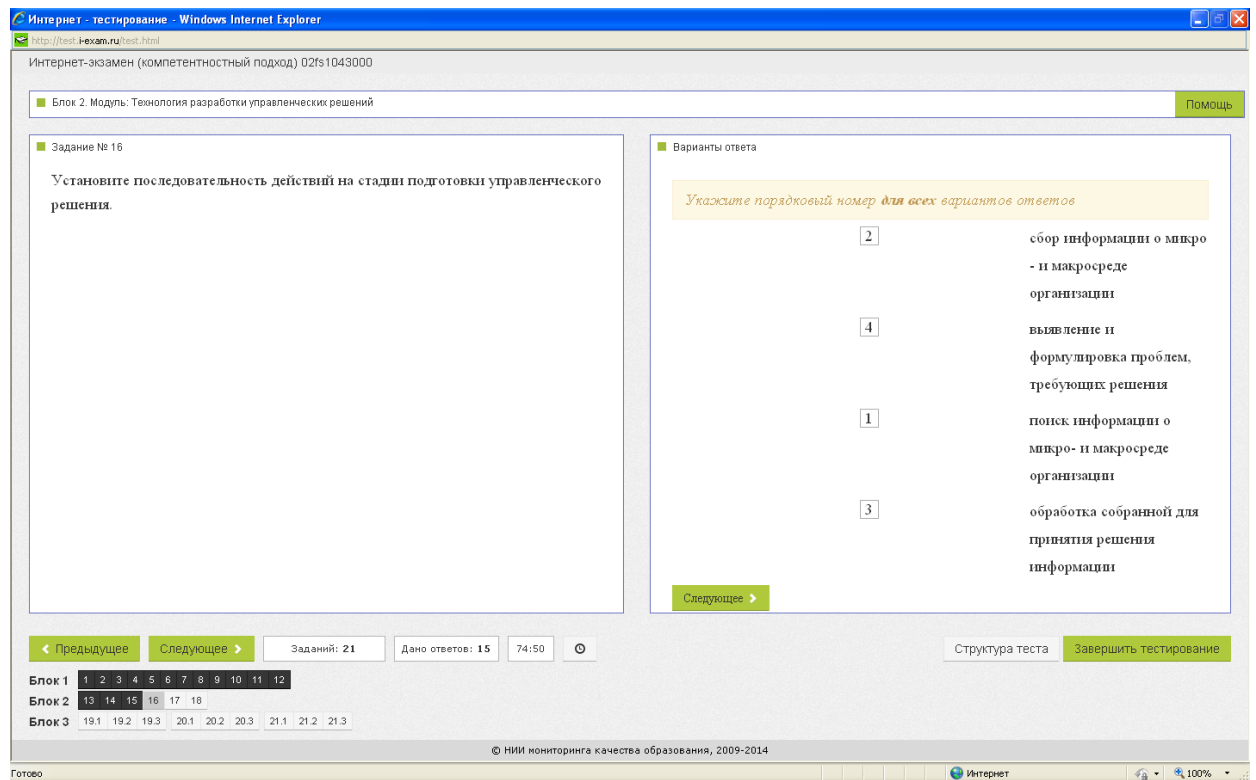 Интернет - тестирование - Windows Internet Explorer
http://test.i-exam.ru/test.html
Интернет-экзамен (компетентностный подход) 02fs1043000
Блок 2. Модуль: Технология разработки управленческих решений
Помощь
Задание № 16
Установите последовательность действий на стадии подготовки управленческого
решения.
Варианты ответа
Укажите порядковый номер для всех вариантов ответов
2 сбор информации о микро
- и макросреде
организации
4 выявление и
формулировка проблем,
требующих решения
1 поиск информации о
микро- и макросреде
организации
3 обработка собранной для
принятия решения
информации
Следующее
Предыдущее Следующее Заданий: 21 Дано ответов: 15 74:50 Структура теста Завершить тестирование
Блок 1 1 2 3 4 5 6 7 8 9 10 11 12
Блок 2 13 14 15 16 17 18
Блок 3 19.1 19.2 19.3 20.1 20.2 20.3 21.1 21.2 21.3
© НИИ мониторинга качества образования, 2009-2014
Готово Интернет 100%